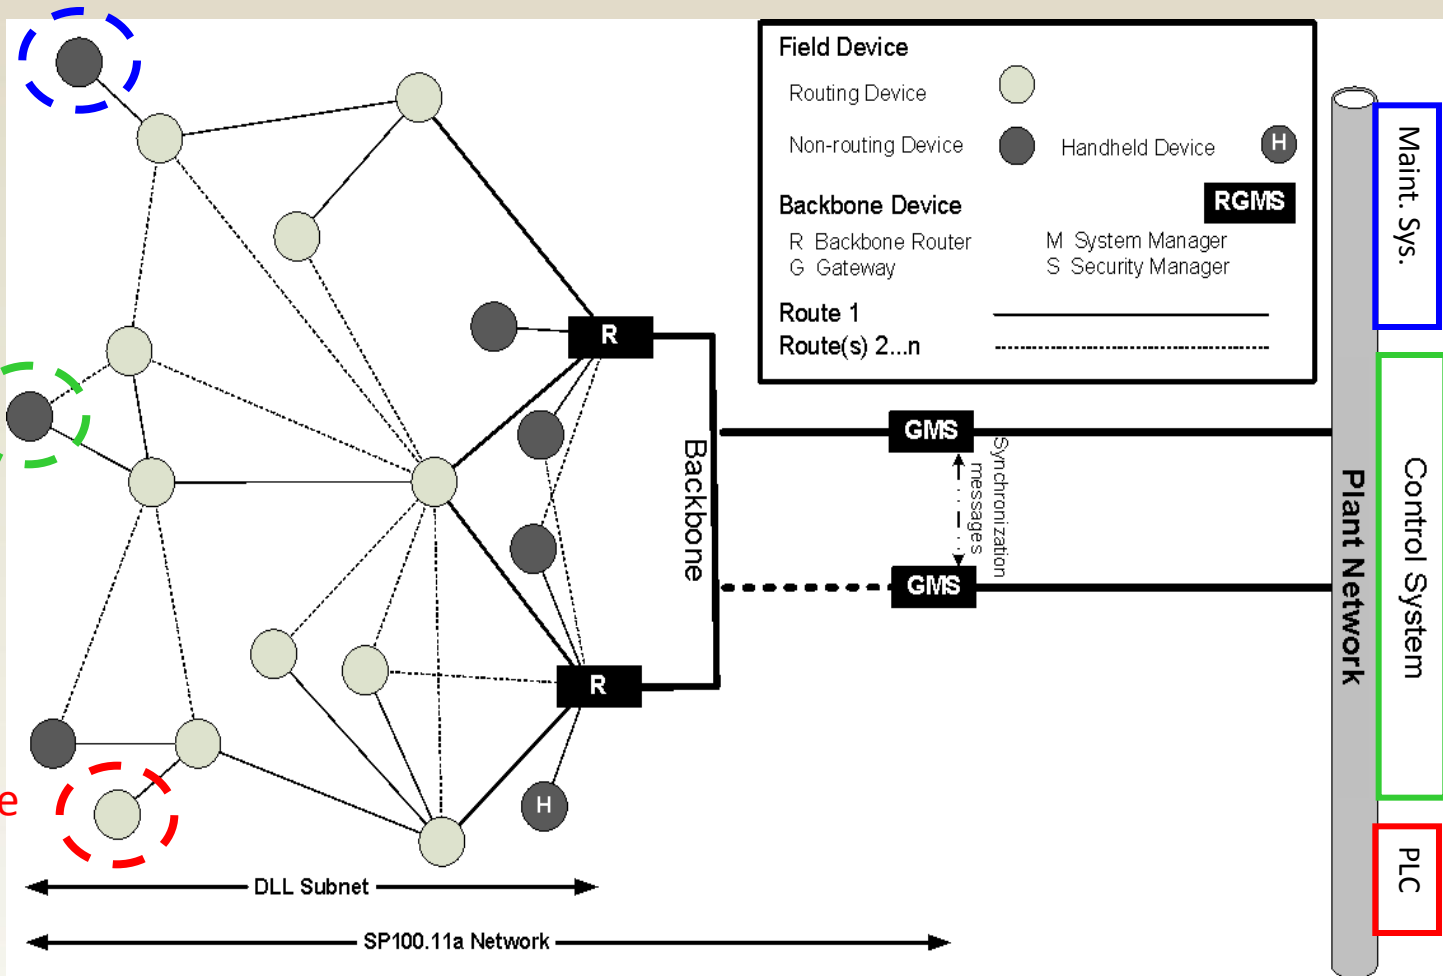 Field Device
Routing Device
Non-routing Device
Handheld Device
H
Backbone Device
RGMS
R Backbone Router
M System Manager
G Gateway
S Security Manager
Route 1
Route(s) 2...n
Maint. Sys.
R
Backbone
GMS
Synchronization
messages
GMS
Plant Network
Control System
R
H
e
PLC
DLL Subnet
SP100.11a Network